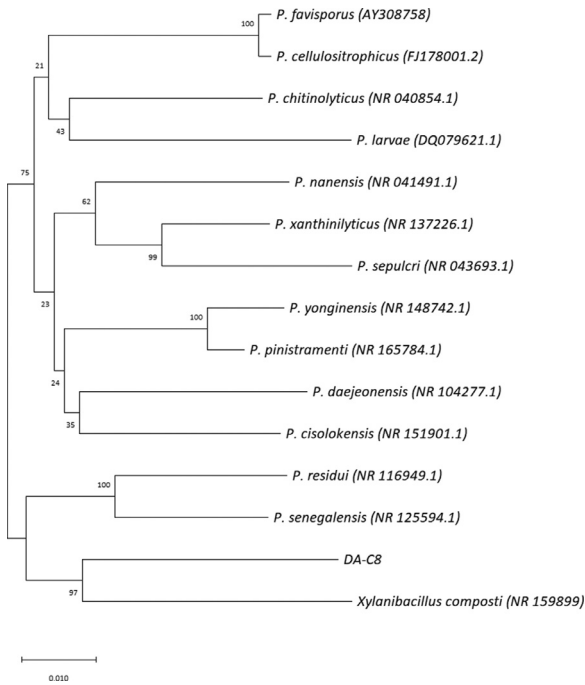 P. favisporus (AY308758)
100
P. cellulositrophicus (FJ178001.2)
21
P. chitinolyticus (NR 040854.1)
43
P. larvae (DQ079621.1)
75
P. nanensis (NR 041491.1)
62
P. xanthinilyticus (NR 137226.1)
99
P. sepulcri (NR 043693.1)
23
P. yonginensis (NR 148742.1)
100
P. pinistramenti (NR 165784.1)
24
P. daejeonensis (NR 104277.1)
35
P. cisolokensis (NR 151901.1)
P. residui (NR 116949.1)
100
P. senegalensis (NR 125594.1)
DA-C8
97
Xylanibacillus composti (NR 159899)
0.010